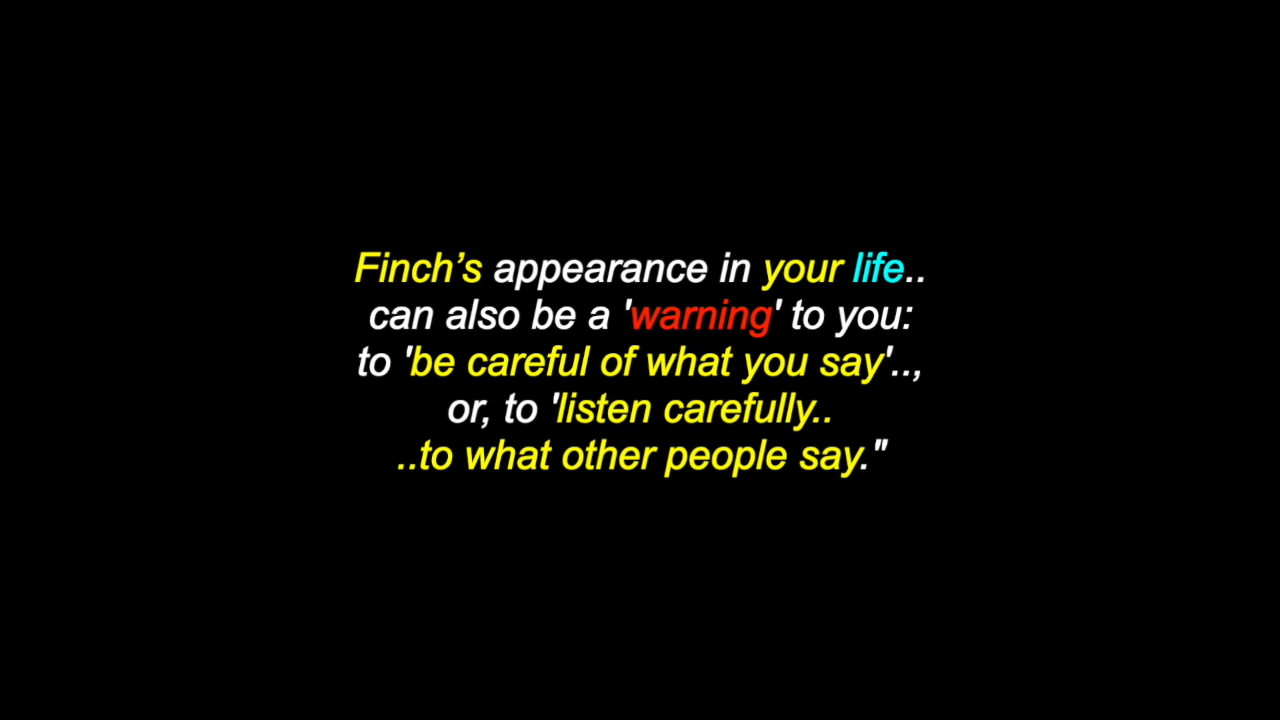 Finch’s appearance in your life..
can also be a 'warning' to you:
to 'be careful of what you say'..,
or, to 'listen carefully..
..to what other people say."